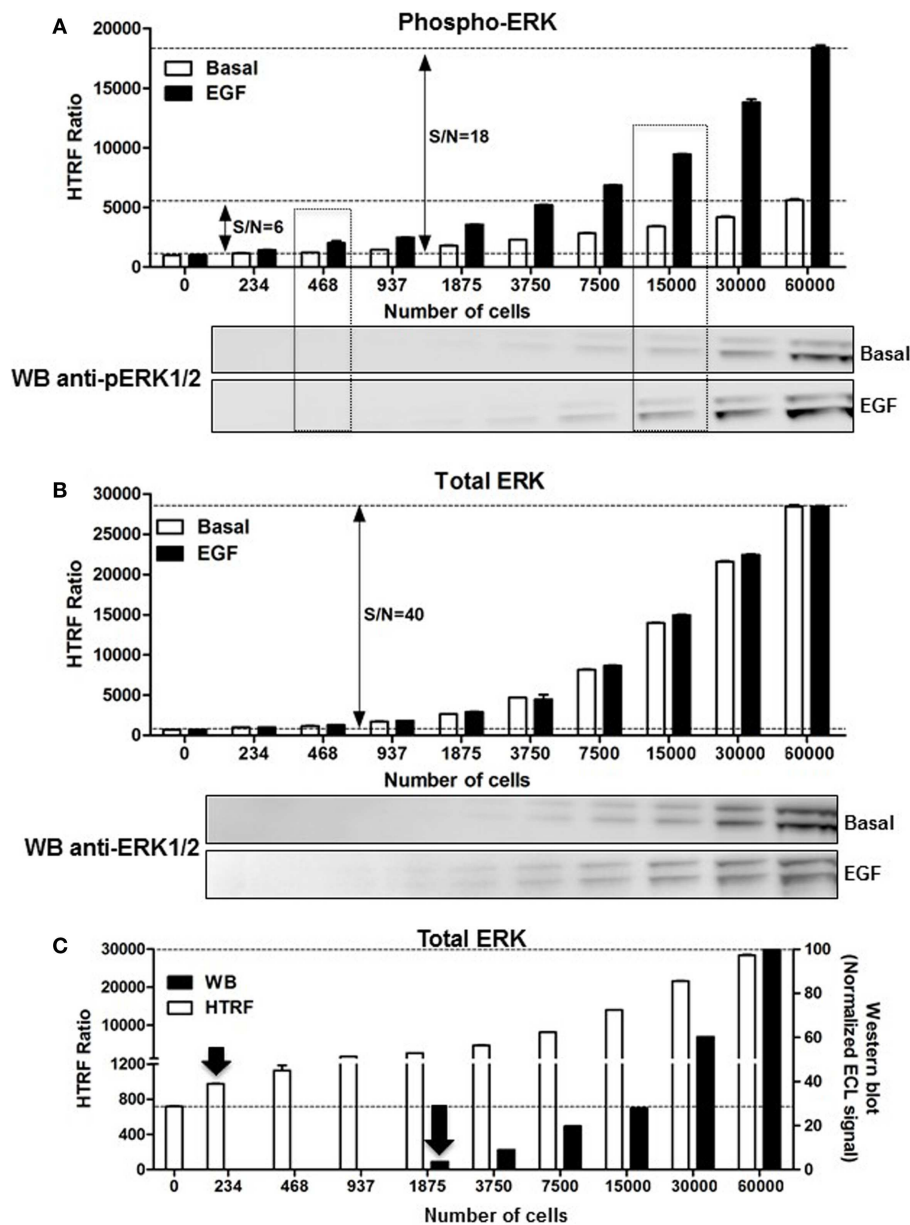 A
Phospho-ERK
20000
15000
10000
5000
0
HTRF Ratio
Basal
EGF
S/N=18
S/N=6
0 234 468 937 1875 3750 7500 15000 30000 60000
Number of cells
WB anti-pERK1/2
Basal
EGF
B
Total ERK
30000
25000
20000
15000
10000
5000
0
HTRF Ratio
Basal
EGF
S/N=40
0 234 468 937 1875 3750 7500 15000 30000 60000
Number of cells
WB anti-ERK1/2
Basal
EGF
C
Total ERK
30000
20000
10000
1200
800
400
0
HTRF Ratio
WB
HTRF
100
80
60
40
20
0
Western blot
(Normalized ECL signal)
0 234 468 937 1875 3750 7500 15000 30000 60000
Number of cells